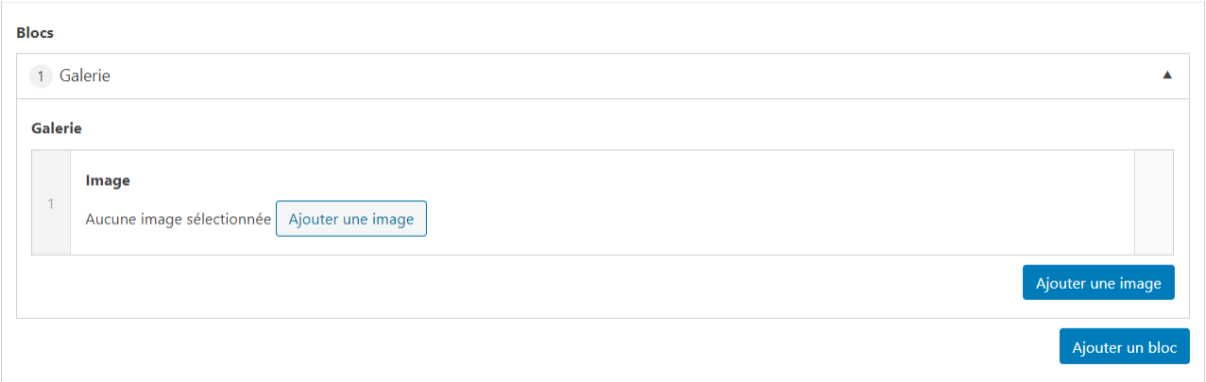 Blocs
1 Galerie
Galerie
1
Image
Aucune image sélectionnée Ajouter une image
Ajouter une image
Ajouter un bloc